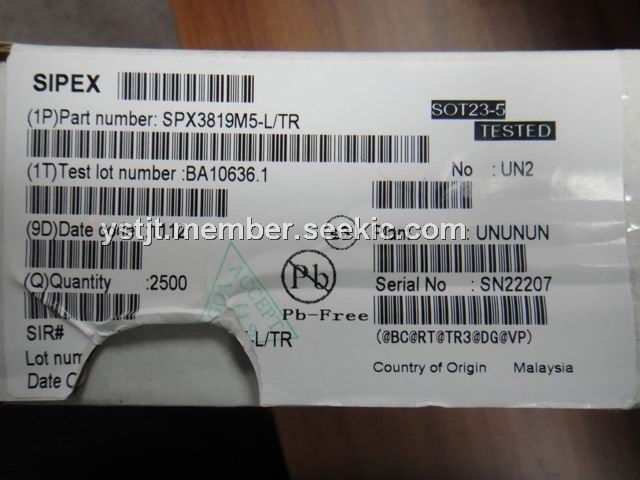 SIPEX
(1P)Part number: SPX3819M5-L/TR
SOT23-5
TESTED
(1T)Test lot number :BA10636.1
No : UN2
ystjt.member.seekic.com
(9D)Date
: UNUNUN
(Q)Quantity :2500
Pb
Pb-Free
ACCEPT
Serial No : SN22207
SIR# -L/TR
(@BC@RT@TR3@DG@VP)
Lot num
Country of Origin Malaysia
Date C